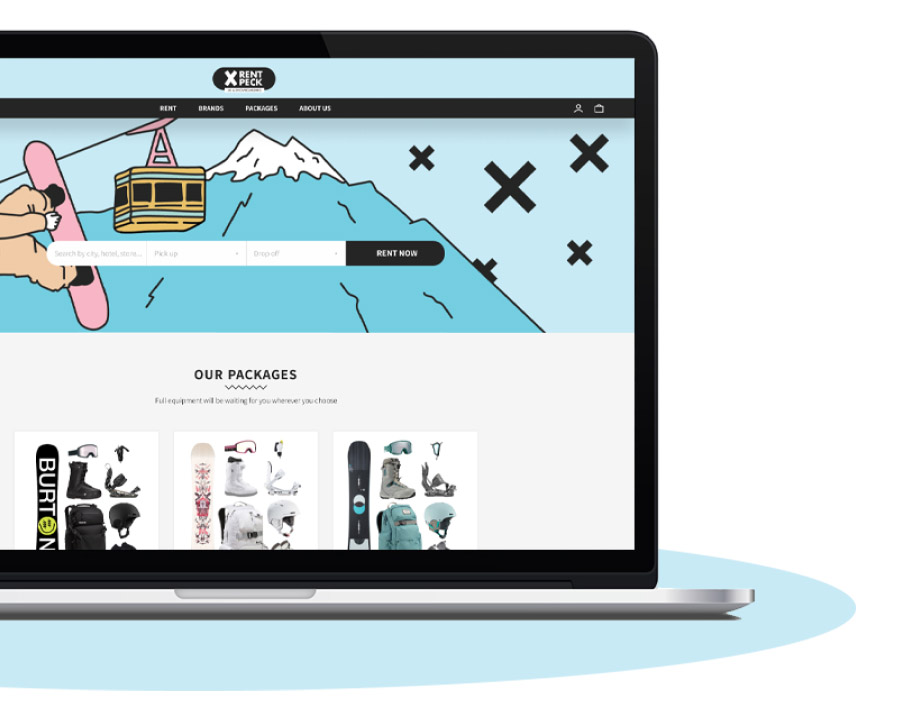 X RENT
PECK
RENT BRANDS PACKAGES ABOUT US
Search by city, hotel, store... Pick up Drop off RENT NOW
OUR PACKAGES
Full equipment will be waiting for you wherever you choose
BURTON